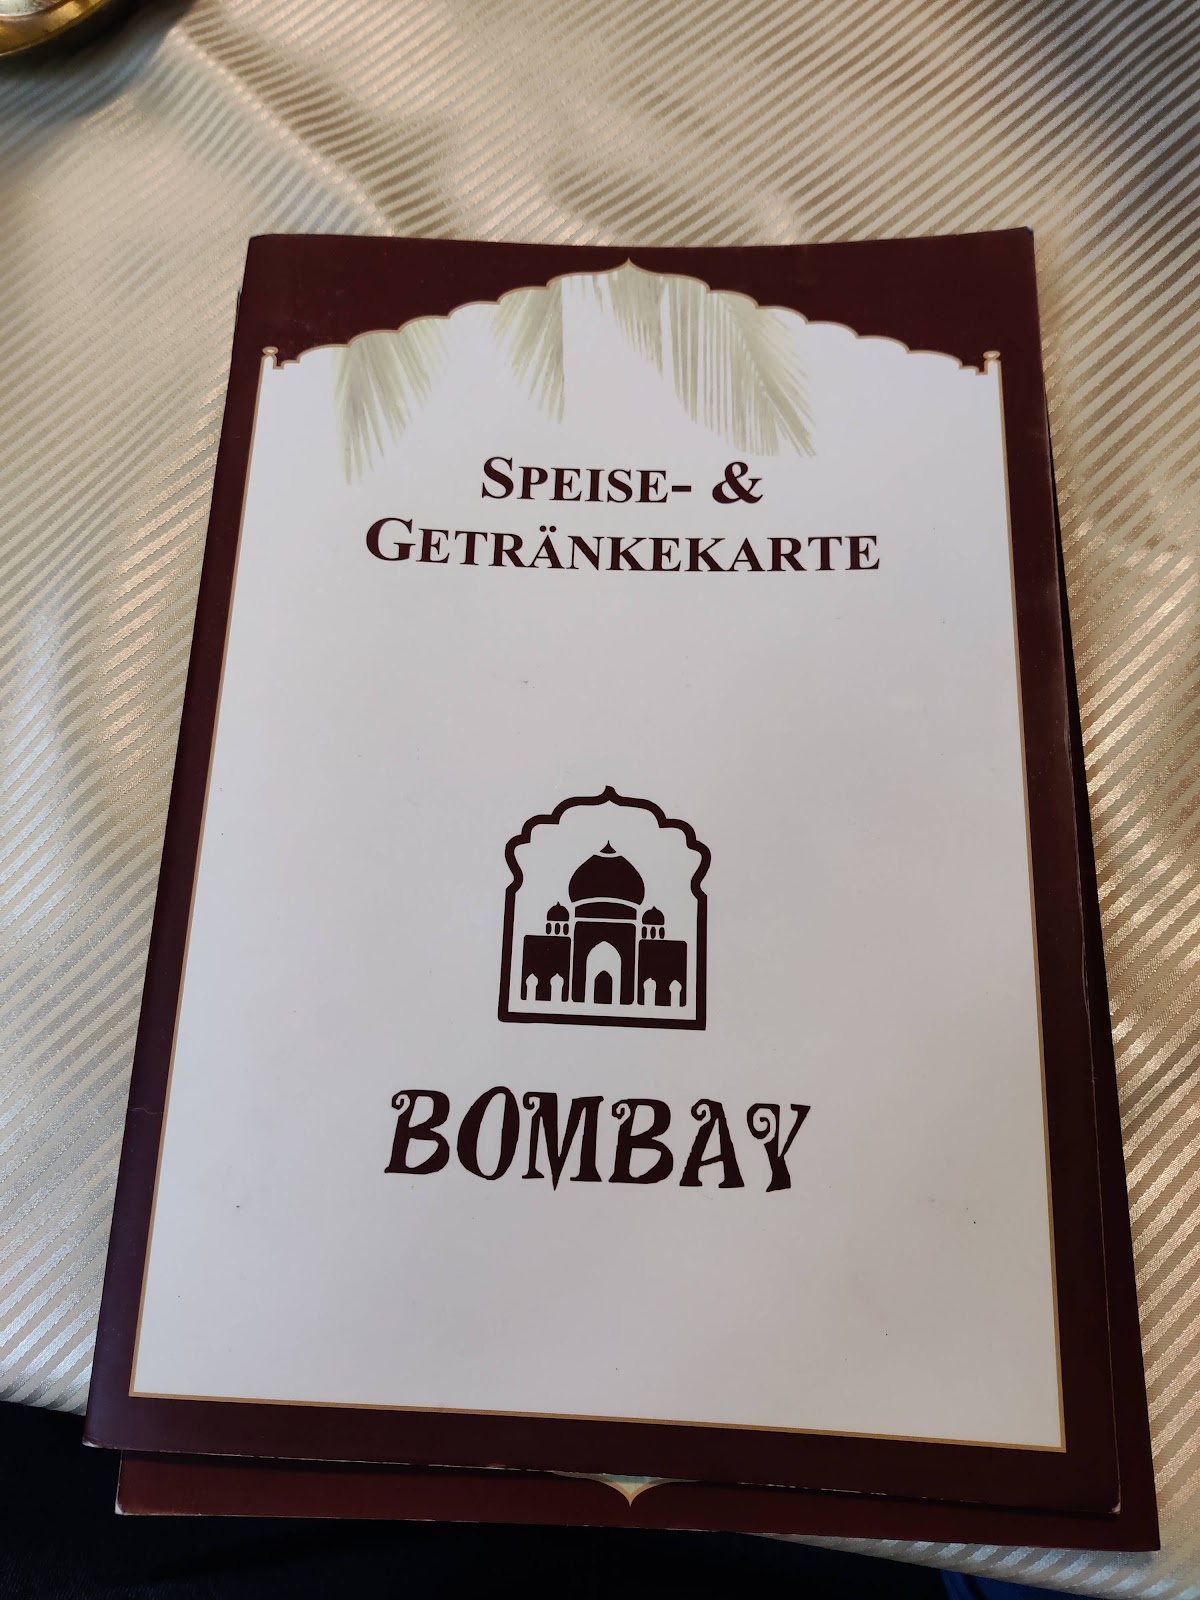 SPEISE- &
GETRÄNKEKARTE
BOMBAY